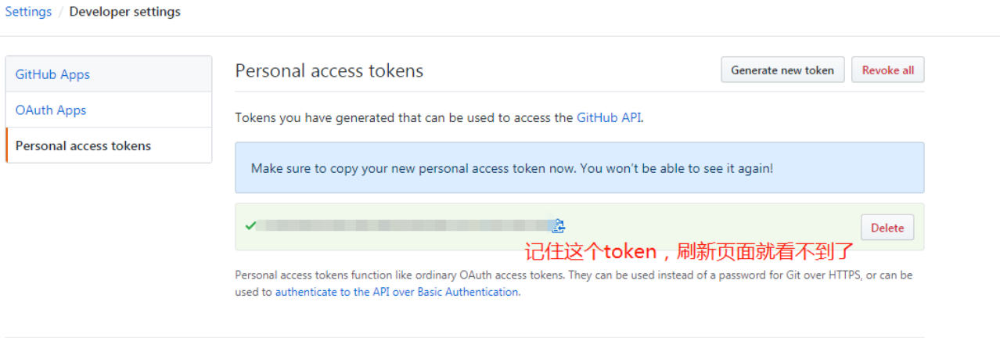 Settings / Developer settings
GitHub Apps
OAuth Apps
Personal access tokens
Personal access tokens
Generate new token
Revoke all
Tokens you have generated that can be used to access the GitHub API.
Make sure to copy your new personal access token now. You won't be able to see it again!
Delete
记住这个token，刷新页面就看不到了
Personal access tokens function like ordinary OAuth access tokens. They can be used instead of a password for Git over HTTPS, or can be
used to authenticate to the API over Basic Authentication.